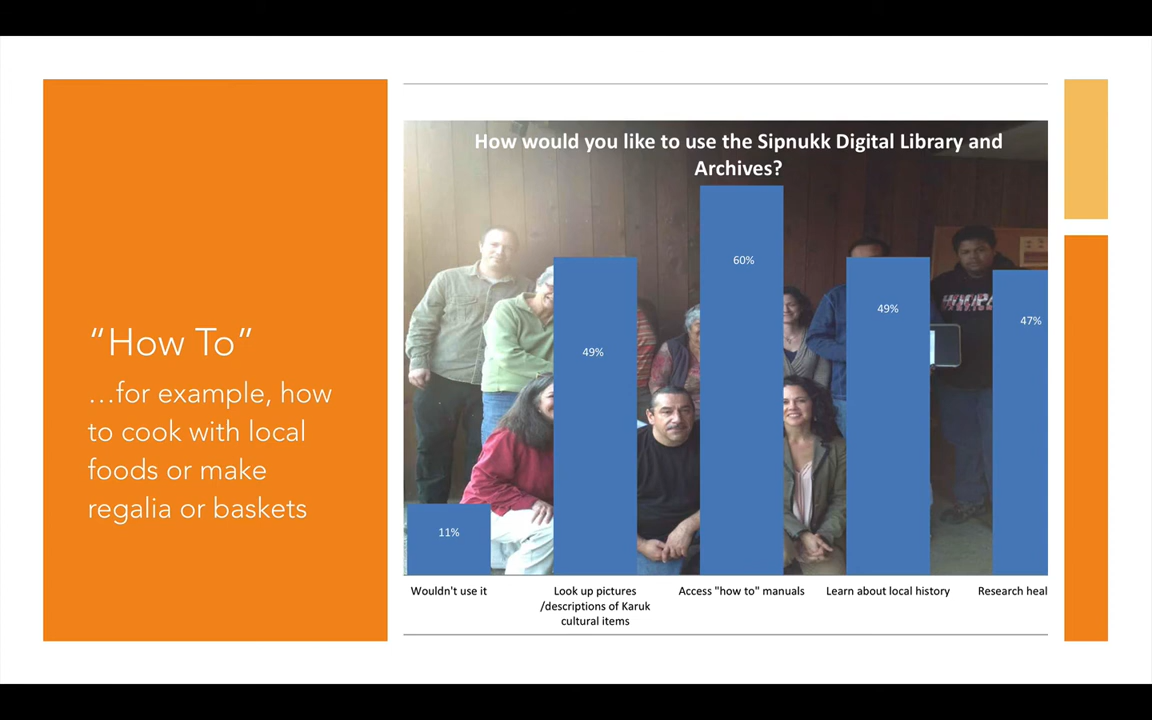 “How To”
…for example, how
to cook with local
foods or make
regalia or baskets
How would you like to use the Sipnukk Digital Library and
Archives?
11%
49%
60%
49%
47%
Wouldn't use it
Look up pictures
/descriptions of Karuk
cultural items
Access "how to" manuals
Learn about local history
Research heal